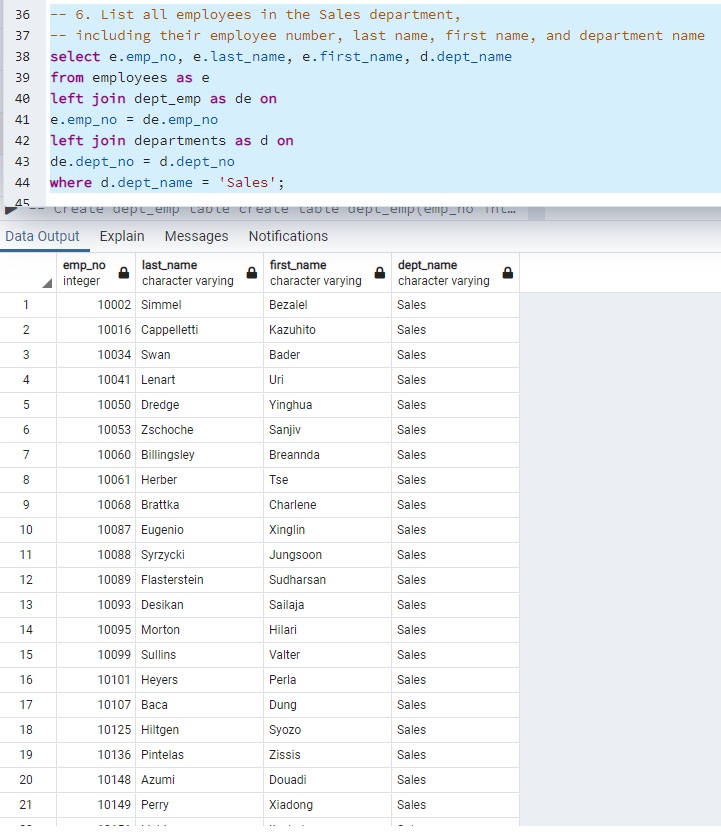 36 -- 6. List all employees in the Sales department,
37 -- including their employee number, last name, first name, and department name
38 select e.emp_no, e.last_name, e.first_name, d.dept_name
39 from employees as e
40 left join dept_emp as de on
41 e.emp_no = de.emp_no
42 left join departments as d on
43 de.dept_no = d.dept_no
44 where d.dept_name = 'Sales';
45
-- Create dept_emp table create table dept_emp(emp_no int…
Data Output Explain Messages Notifications
emp_no last_name first_name dept_name
integer character varying character varying character varying
1 10002 Simmel Bezalel Sales
2 10016 Cappelletti Kazuhito Sales
3 10034 Swan Bader Sales
4 10041 Lenart Uri Sales
5 10050 Dredge Yinghua Sales
6 10053 Zschoche Sanjiv Sales
7 10060 Billingsley Breannda Sales
8 10061 Herber Tse Sales
9 10068 Brattka Charlene Sales
10 10087 Eugenio Xinglin Sales
11 10088 Syrzycki Jungsoon Sales
12 10089 Flasterstein Sudharsan Sales
13 10093 Desikan Sailaja Sales
14 10095 Morton Hilari Sales
15 10099 Sullins Valter Sales
16 10101 Heyers Perla Sales
17 10107 Baca Dung Sales
18 10125 Hiltgen Syozo Sales
19 10136 Pintelas Zissis Sales
20 10148 Azumi Douadi Sales
21 10149 Perry Xiadong Sales